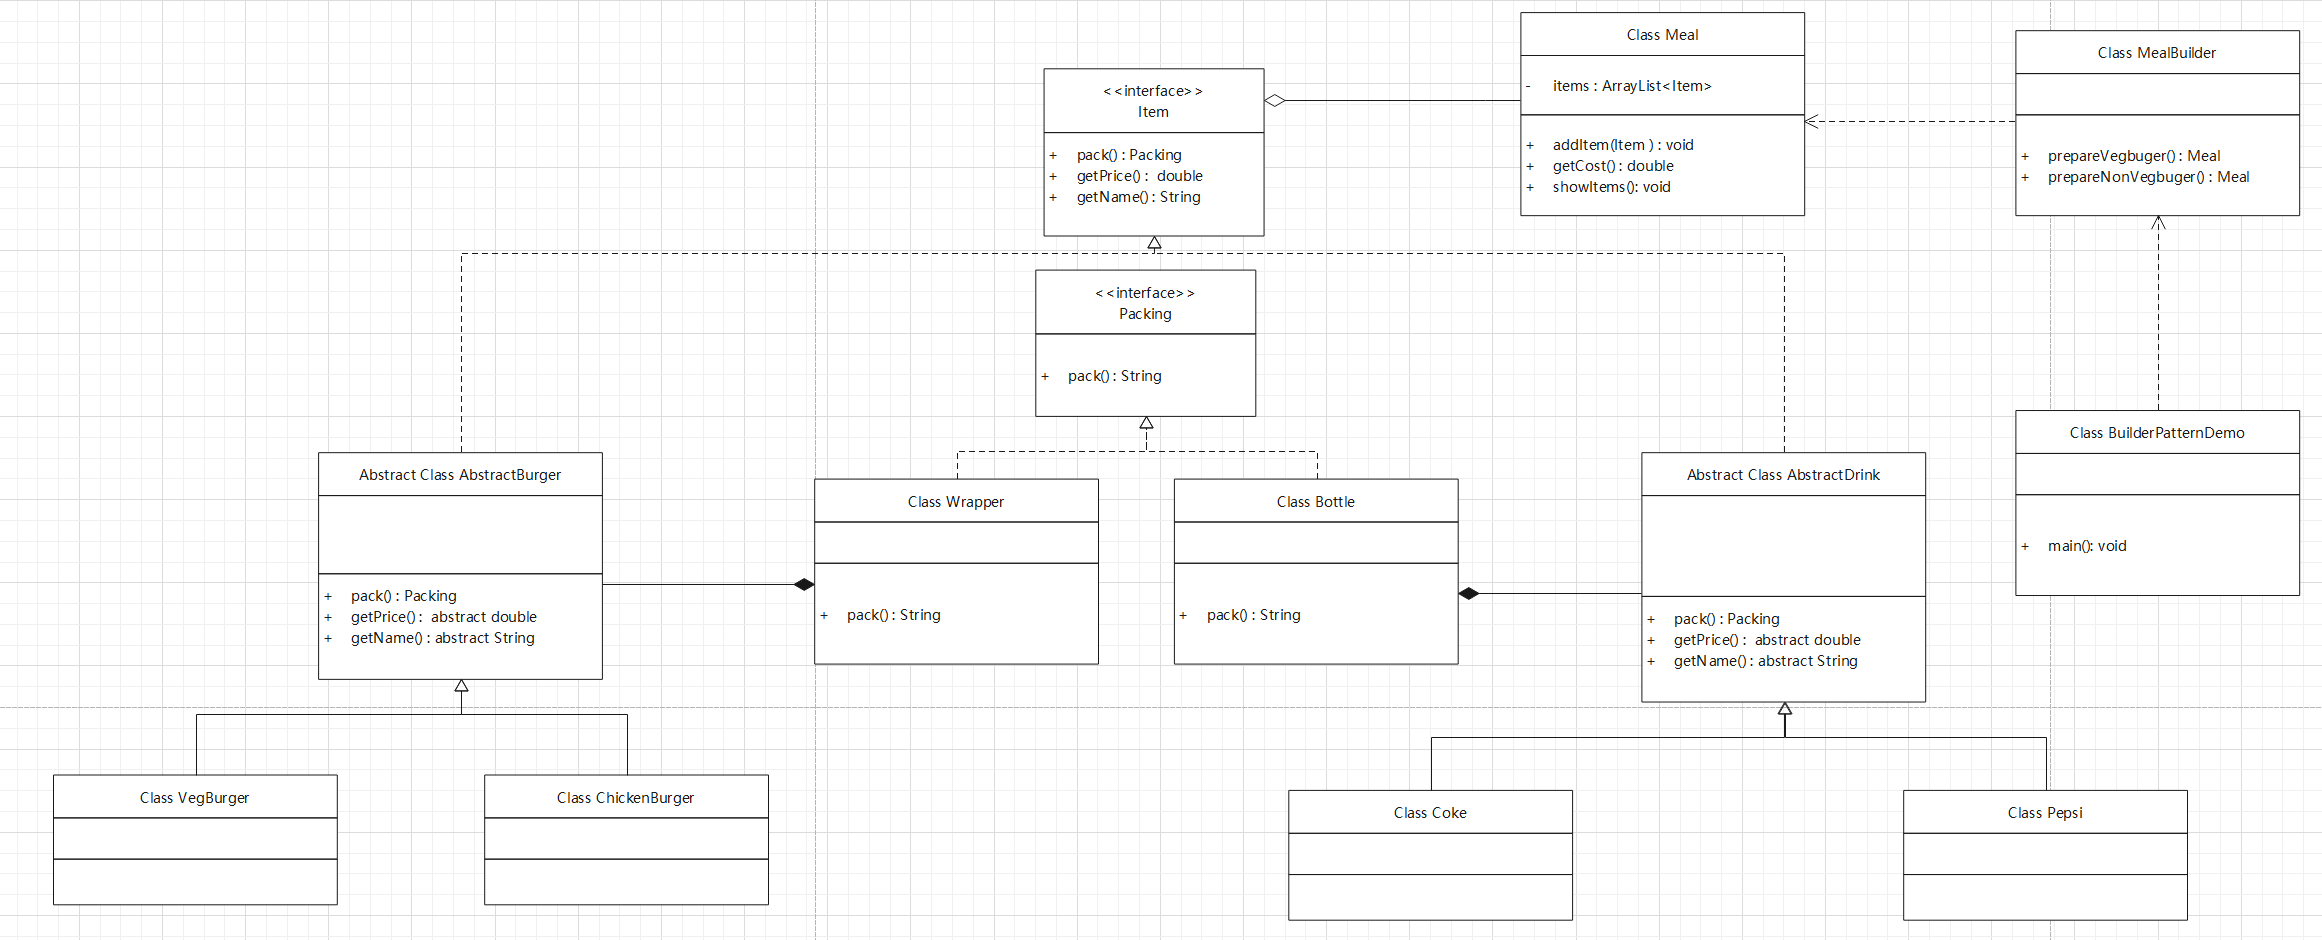 Class Meal
- items : ArrayList<Item>
+ addItem(Item ) : void
+ getCost() : double
+ showItems(): void
Class MealBuilder
+ prepareVegbuger() : Meal
+ prepareNonVegbuger() : Meal
<<interface>>
Item
+ pack() : Packing
+ getPrice() : double
+ getName() : String
<<interface>>
Packing
+ pack() : String
Class BuilderPatternDemo
+ main(): void
Abstract Class AbstractBurger
+ pack() : Packing
+ getPrice() : abstract double
+ getName() : abstract String
Class Wrapper
+ pack() : String
Class Bottle
+ pack() : String
Abstract Class AbstractDrink
+ pack() : Packing
+ getPrice() : abstract double
+ getName() : abstract String
Class VegBurger
Class ChickenBurger
Class Coke
Class Pepsi